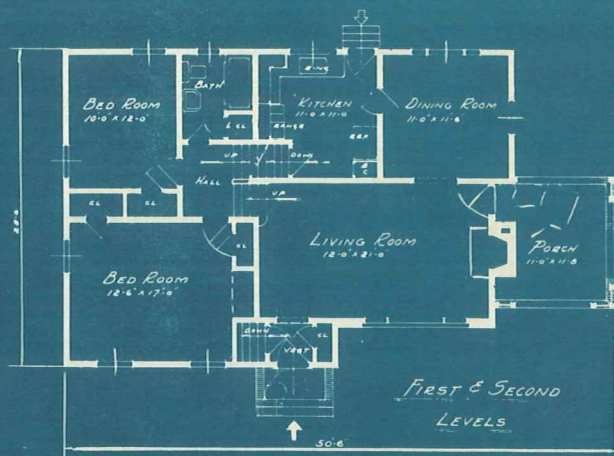 BED ROOM
10-0" X 12-0"
BATH
L CL
KITCHEN
11-0 X 11-0
RANGE
REF
DINING ROOM
11-0" X 11-6"
UP
DOWN
HALL
UP
CL
CL
CL
BED ROOM
12-6" X 17-0"
LIVING ROOM
12-0 X 21-0
PORCH
11-0 X 11-8
DOWN
VEST
CL
FIRST & SECOND
LEVELS
50-6"